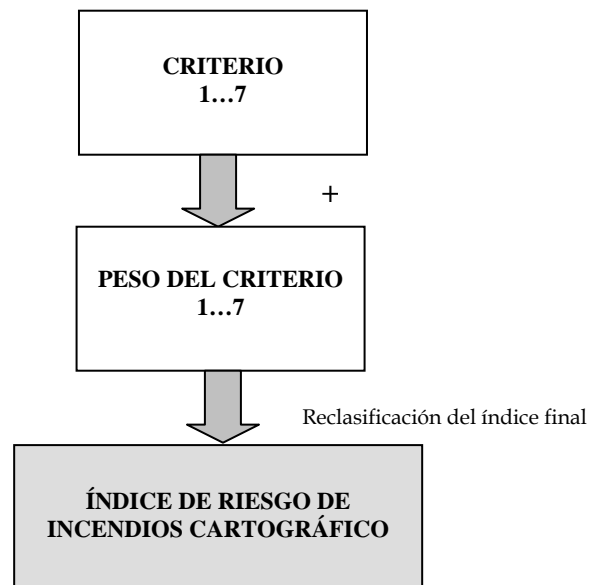 CRITERIO
1…7
+
PESO DEL CRITERIO
1…7
Reclasificación del índice final
ÍNDICE DE RIESGO DE
INCENDIOS CARTOGRÁFICO